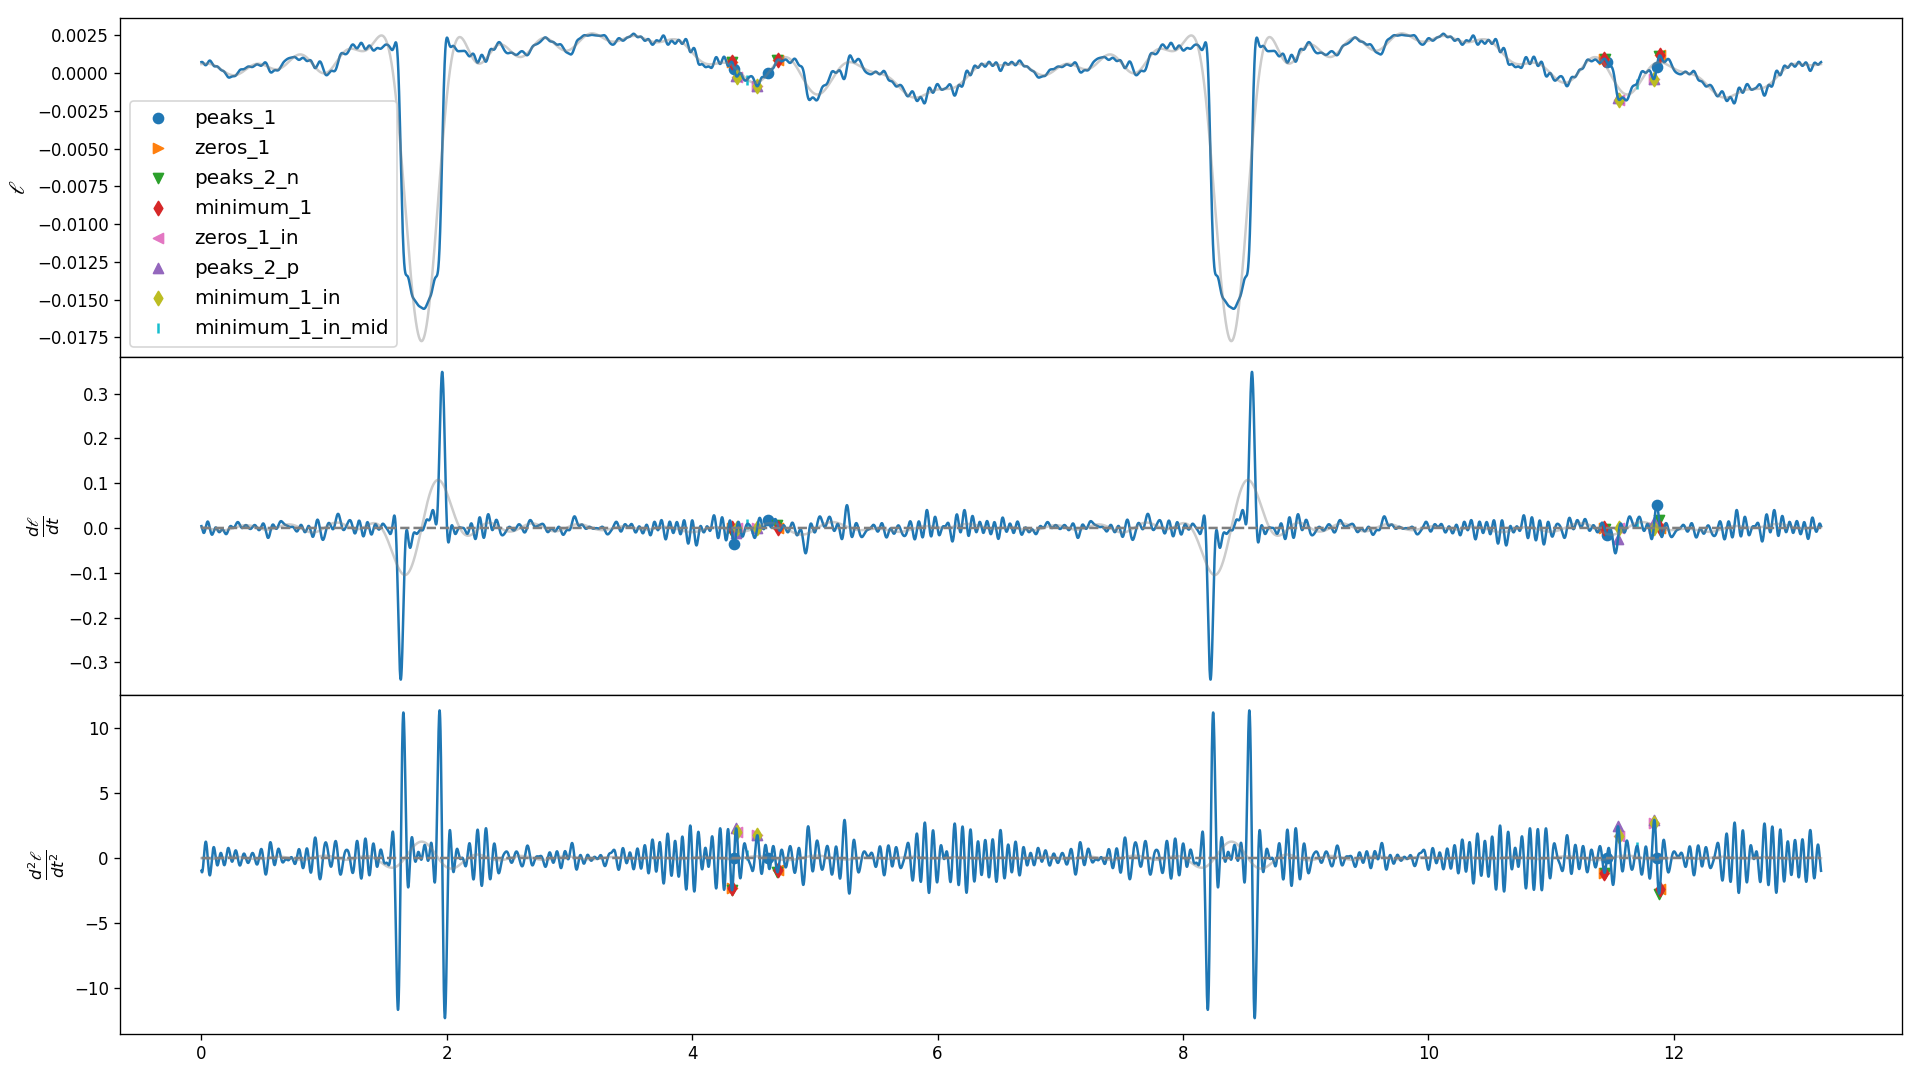 0.0025
0.0000
−0.0025
−0.0050
−0.0075
−0.0100
−0.0125
−0.0150
−0.0175
ℓ
peaks_1
zeros_1
peaks_2_n
minimum_1
zeros_1_in
peaks_2_p
minimum_1_in
minimum_1_in_mid
0.3
0.2
0.1
0.0
−0.1
−0.2
−0.3
dℓ
dt
10
5
0
−5
−10
d²ℓ
dt²
0 2 4 6 8 10 12